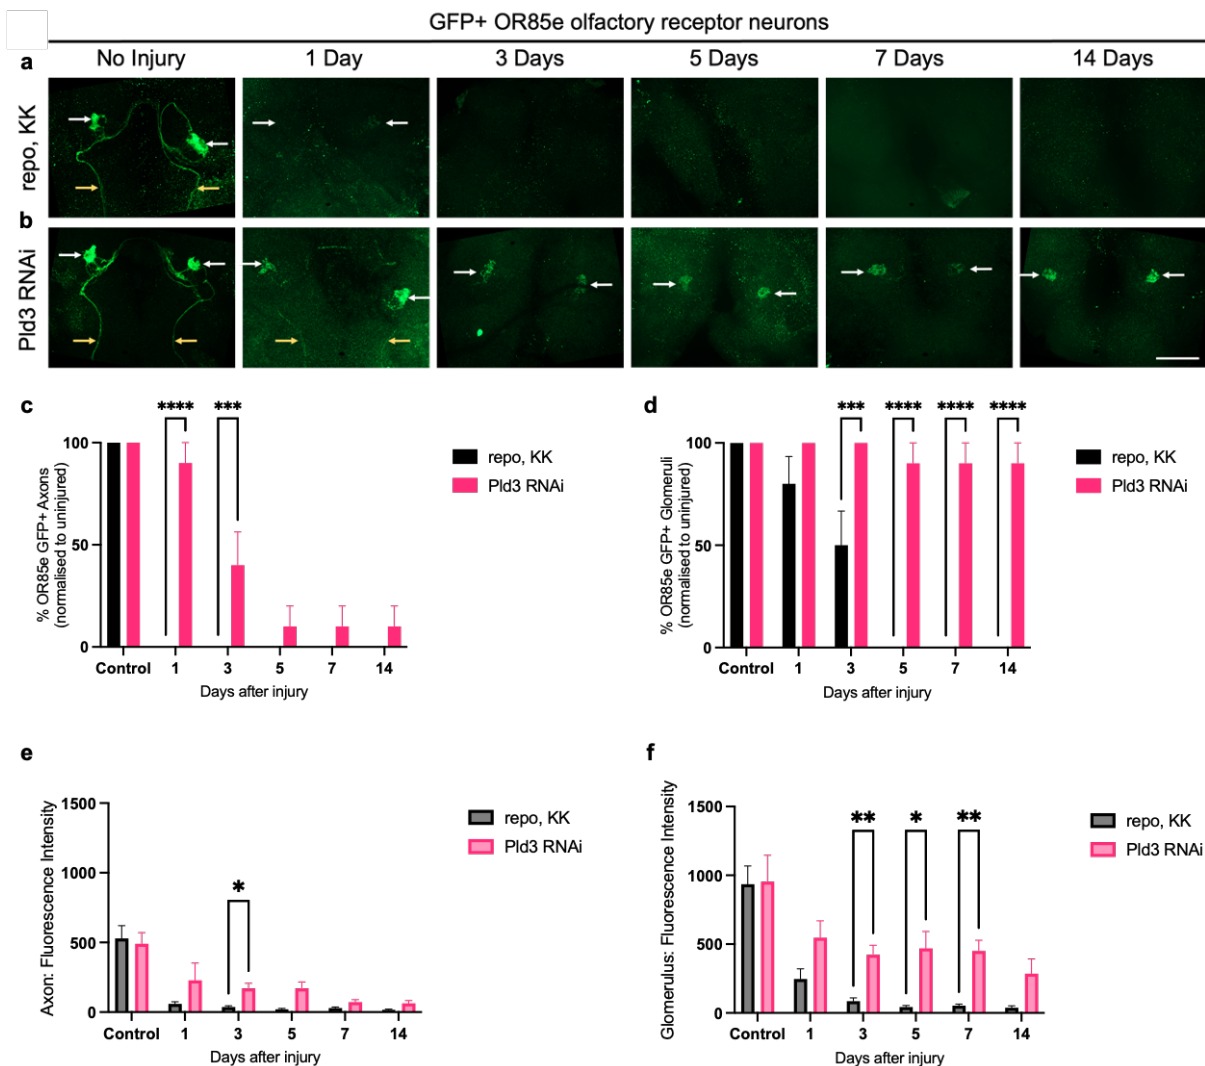 GFP+ OR85e olfactory receptor neurons
No Injury 1 Day 3 Days 5 Days 7 Days 14 Days
a
repo, KK
b
Pld3 RNAi
c
**** ***
% OR85e GFP+ Axons
(normalised to uninjured)
100
50
0
Control 1 3 5 7 14
Days after injury
repo, KK
Pld3 RNAi
d
*** **** **** ****
% OR85e GFP+ Glomeruli
(normalised to uninjured)
100
50
0
Control 1 3 5 7 14
Days after injury
repo, KK
Pld3 RNAi
e
*
Axon: Fluorescence Intensity
1500
1000
500
0
Control 1 3 5 7 14
Days after injury
repo, KK
Pld3 RNAi
f
** * **
Glomerulus: Fluorescence Intensity
1500
1000
500
0
Control 1 3 5 7 14
Days after injury
repo, KK
Pld3 RNAi